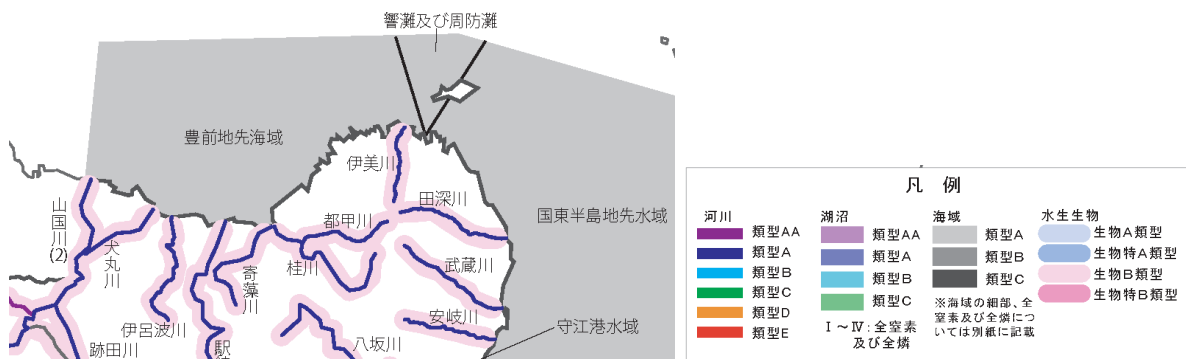 響灘及び周防灘
豊前地先海域
伊美川
田深川
国東半島地先水域
山国川(2)
犬丸川
都甲川
桂川
寄藻川
武蔵川
伊呂波川
安岐川
守江港水域
跡田川
駅
八坂川
凡 例
河川
類型AA
類型A
類型B
類型C
類型D
類型E
湖沼
類型AA
類型A
類型B
類型C
Ⅰ～Ⅳ:全窒素
及び全燐
海域
類型A
類型B
類型C
※海域の細部、全
窒素及び全燐につ
いては別紙に記載
水生生物
生物A類型
生物特A類型
生物B類型
生物特B類型